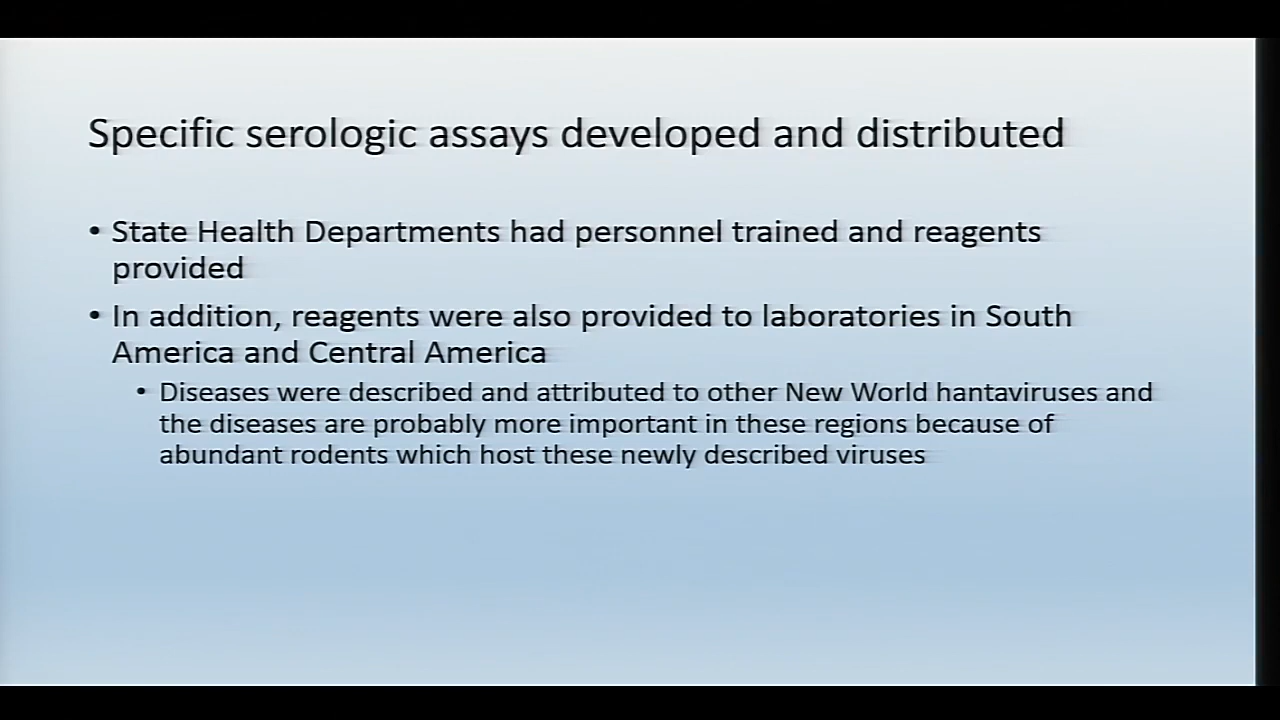 Specific serologic assays developed and distributed
• State Health Departments had personnel trained and reagents
provided
• In addition, reagents were also provided to laboratories in South
America and Central America
• Diseases were described and attributed to other New World hantaviruses and
the diseases are probably more important in these regions because of
abundant rodents which host these newly described viruses